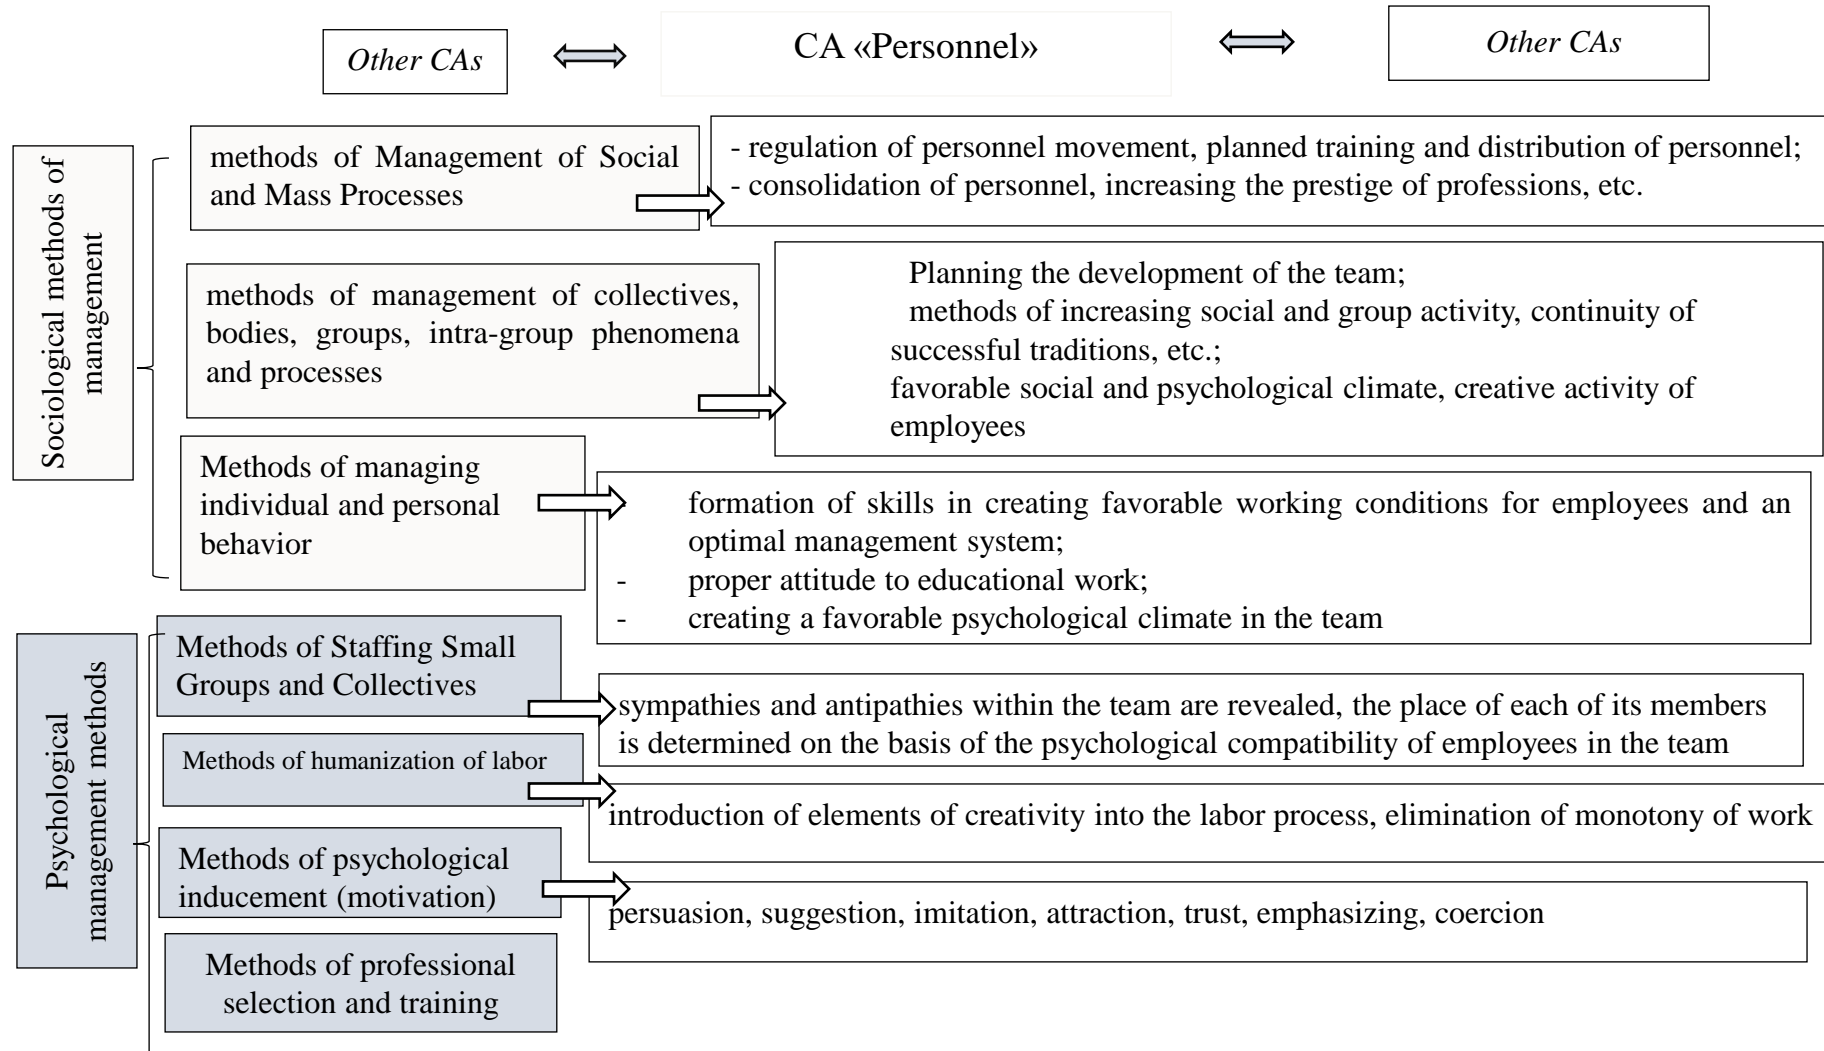 Other CAs
CA «Personnel»
Other CAs
Sociological methods of
management
methods of Management of Social
and Mass Processes
- regulation of personnel movement, planned training and distribution of personnel;
- consolidation of personnel, increasing the prestige of professions, etc.
methods of management of collectives,
bodies, groups, intra-group phenomena
and processes
Planning the development of the team;
methods of increasing social and group activity, continuity of
successful traditions, etc.;
favorable social and psychological climate, creative activity of
employees
Methods of managing
individual and personal
behavior
formation of skills in creating favorable working conditions for employees and an
optimal management system;
- proper attitude to educational work;
- creating a favorable psychological climate in the team
Psychological
management methods
Methods of Staffing Small
Groups and Collectives
sympathies and antipathies within the team are revealed, the place of each of its members
is determined on the basis of the psychological compatibility of employees in the team
Methods of humanization of labor
introduction of elements of creativity into the labor process, elimination of monotony of work
Methods of psychological
inducement (motivation)
persuasion, suggestion, imitation, attraction, trust, emphasizing, coercion
Methods of professional
selection and training